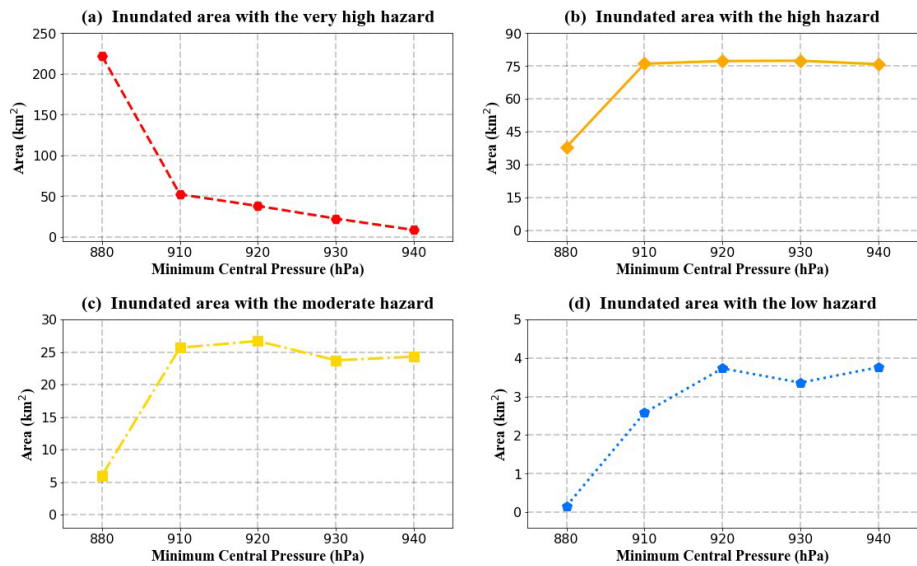 (a) Inundated area with the very high hazard
250
200
150
100
50
0
Area (km²)
880 910 920 930 940
Minimum Central Pressure (hPa)
(b) Inundated area with the high hazard
90
75
60
45
30
15
0
Area (km²)
880 910 920 930 940
Minimum Central Pressure (hPa)
(c) Inundated area with the moderate hazard
30
25
20
15
10
5
0
Area (km²)
880 910 920 930 940
Minimum Central Pressure (hPa)
(d) Inundated area with the low hazard
5
4
3
2
1
0
Area (km²)
880 910 920 930 940
Minimum Central Pressure (hPa)